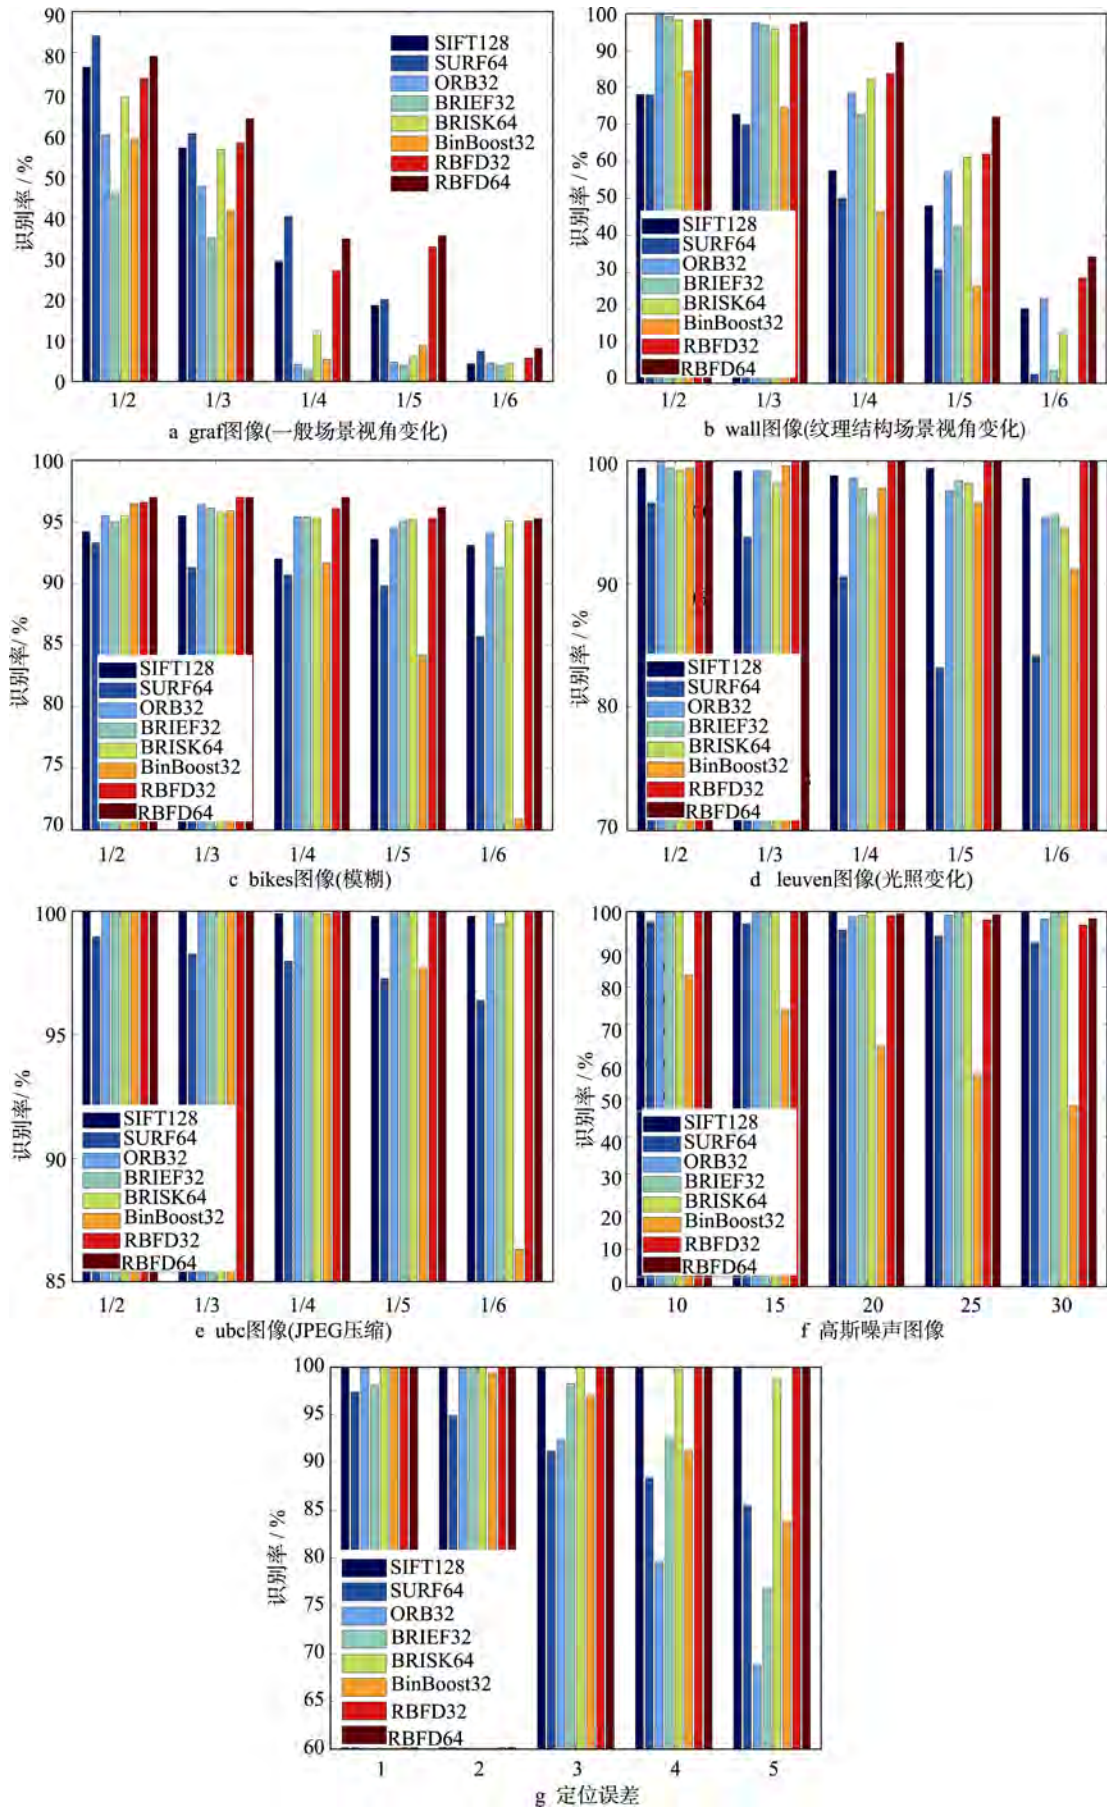 90
80
70
60
50
40
30
20
10
0
识别率 / %
SIFT128
SURF64
ORB32
BRIEF32
BRISK64
BinBoost32
RBFD32
RBFD64
1/2 1/3 1/4 1/5 1/6
a graf图像(一般场景视角变化)
100
90
80
70
60
50
40
30
20
10
0
识别率 / %
SIFT128
SURF64
ORB32
BRIEF32
BRISK64
BinBoost32
RBFD32
RBFD64
1/2 1/3 1/4 1/5 1/6
b wall图像(纹理结构场景视角变化)
100
95
90
85
80
75
70
识别率/ %
SIFT128
SURF64
ORB32
BRIEF32
BRISK64
BinBoost32
RBFD32
RBFD64
1/2 1/3 1/4 1/5 1/6
c bikes图像(模糊)
100
90
80
70
识别率 / %
SIFT128
SURF64
ORB32
BRIEF32
BRISK64
BinBoost32
RBFD32
RBFD64
1/2 1/3 1/4 1/5 1/6
d leuven图像(光照变化)
100
95
90
85
识别率/ %
SIFT128
SURF64
ORB32
BRIEF32
BRISK64
BinBoost32
RBFD32
RBFD64
1/2 1/3 1/4 1/5 1/6
e ubc图像(JPEG压缩)
100
90
80
70
60
50
40
30
20
10
0
识别率 / %
SIFT128
SURF64
ORB32
BRIEF32
BRISK64
BinBoost32
RBFD32
RBFD64
10 15 20 25 30
f 高斯噪声图像
100
95
90
85
80
75
70
65
60
识别率 / %
SIFT128
SURF64
ORB32
BRIEF32
BRISK64
BinBoost32
RBFD32
RBFD64
1 2 3 4 5
g 定位误差